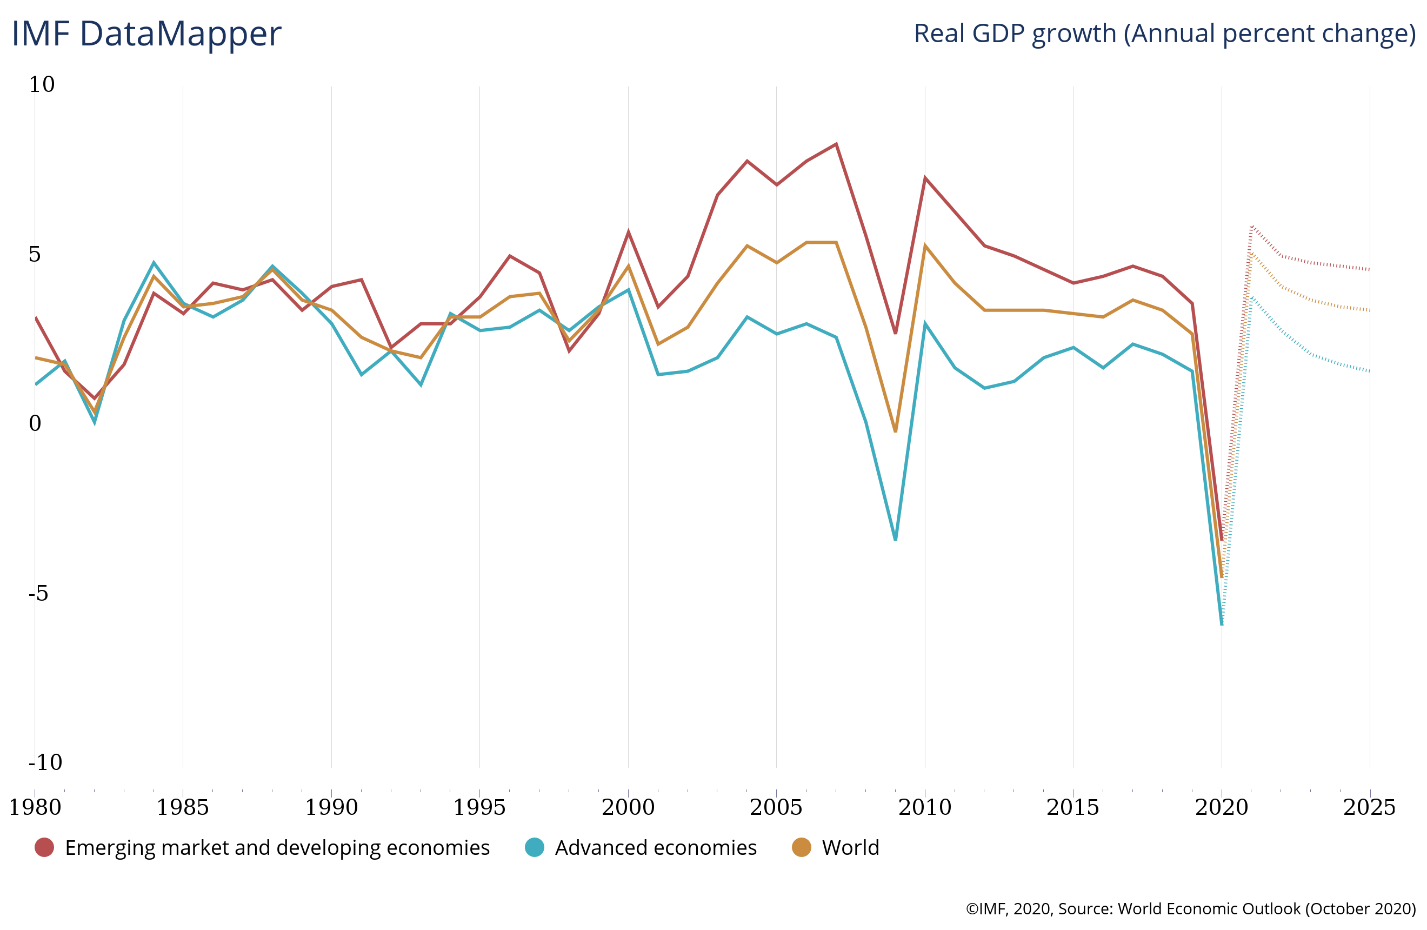 IMF DataMapper
Real GDP growth (Annual percent change)
10
5
0
-5
-10
1980 1985 1990 1995 2000 2005 2010 2015 2020 2025
Emerging market and developing economies Advanced economies World
©IMF, 2020, Source: World Economic Outlook (October 2020)